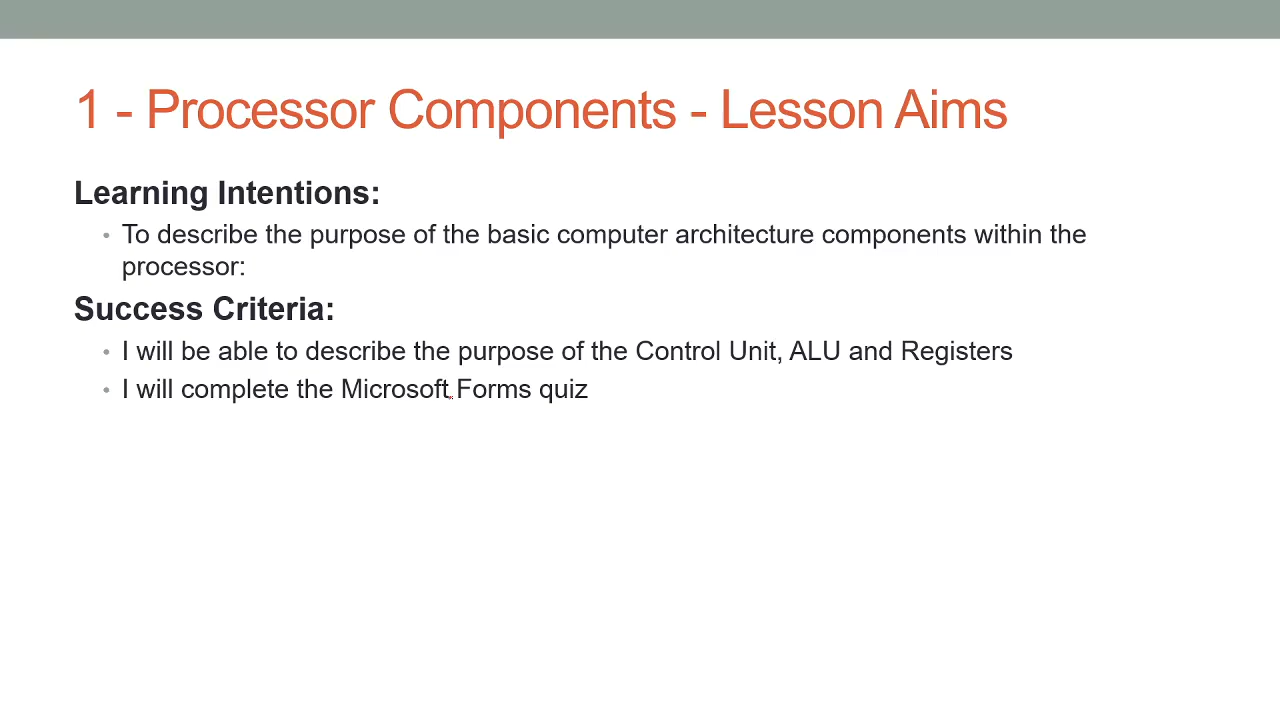 1 - Processor Components - Lesson Aims
Learning Intentions:
• To describe the purpose of the basic computer architecture components within the
processor:
Success Criteria:
• I will be able to describe the purpose of the Control Unit, ALU and Registers
• I will complete the Microsoft Forms quiz